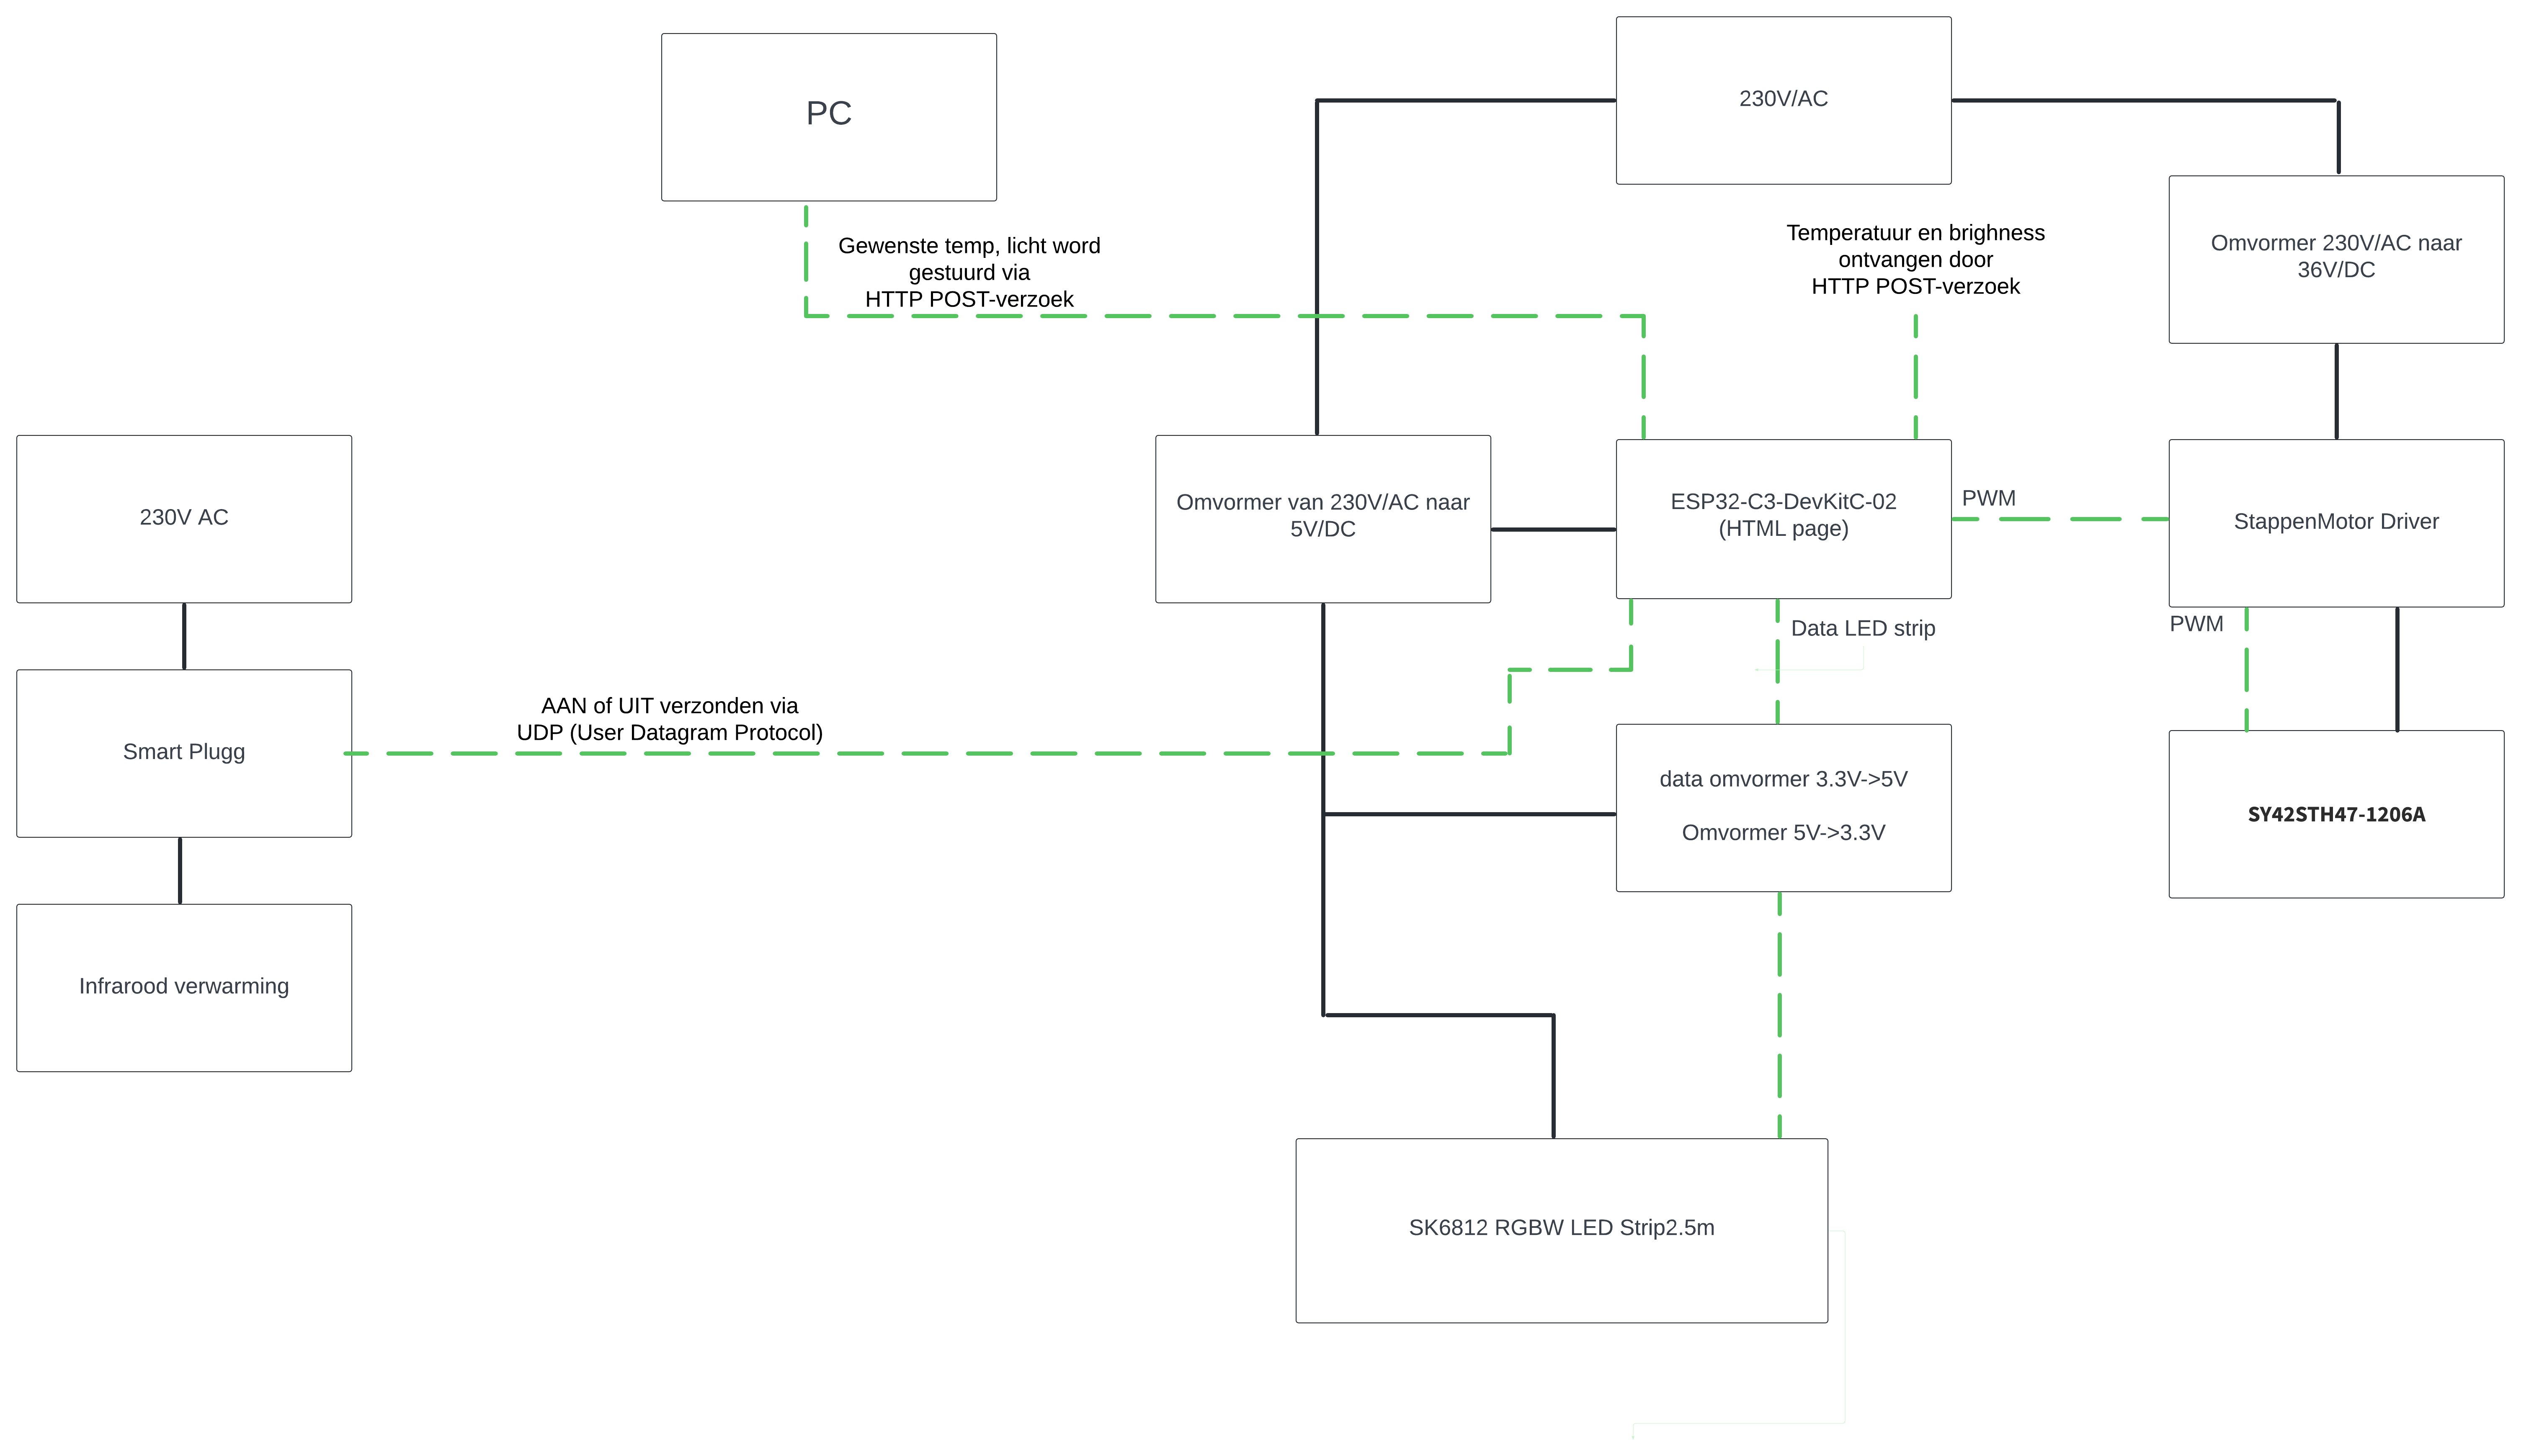 PC
230V/AC
Gewenste temp, licht word
gestuurd via
HTTP POST-verzoek
Temperatuur en brighness
ontvangen door
HTTP POST-verzoek
Omvormer 230V/AC naar
36V/DC
230V AC
Omvormer van 230V/AC naar
5V/DC
ESP32-C3-DevKitC-02
(HTML page)
PWM
StappenMotor Driver
Data LED strip
PWM
Smart Plugg
AAN of UIT verzonden via
UDP (User Datagram Protocol)
data omvormer 3.3V->5V
Omvormer 5V->3.3V
SY42STH47-1206A
Infrarood verwarming
SK6812 RGBW LED Strip2.5m